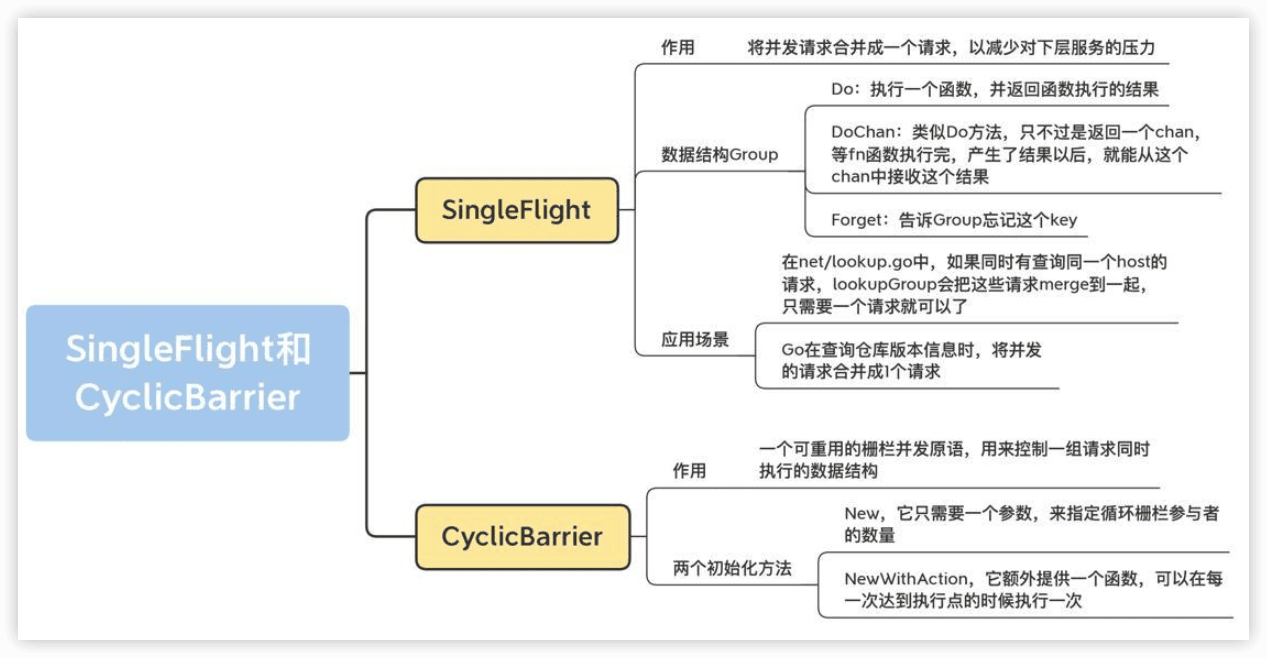 SingleFlight和
CyclicBarrier
SingleFlight
作用
将并发请求合并成一个请求，以减少对下层服务的压力
数据结构Group
Do：执行一个函数，并返回函数执行的结果
DoChan：类似Do方法，只不过是返回一个chan，
等fn函数执行完，产生了结果以后，就能从这个
chan中接收这个结果
Forget：告诉Group忘记这个key
应用场景
在net/lookup.go中，如果同时有查询同一个host的
请求，lookupGroup会把这些请求merge到一起，
只需要一个请求就可以了
Go在查询仓库版本信息时，将并发
的请求合并成1个请求
CyclicBarrier
作用
一个可重用的栅栏并发原语，用来控制一组请求同时
执行的数据结构
两个初始化方法
New，它只需要一个参数，来指定循环栅栏参与者
的数量
NewWithAction，它额外提供一个函数，可以在每
一次达到执行点的时候执行一次